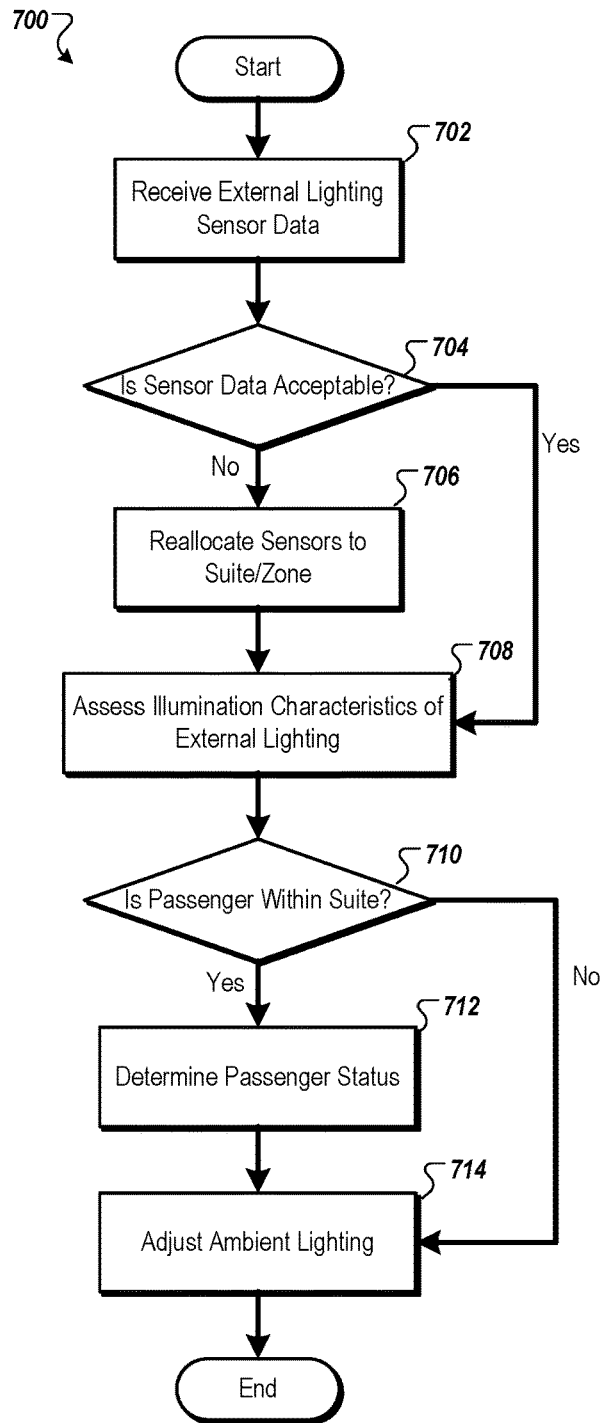 700
Start
702
Receive External Lighting
Sensor Data
704
Is Sensor Data Acceptable?
Yes
No
706
Reallocate Sensors to
Suite/Zone
708
Assess Illumination Characteristics of
External Lighting
710
Is Passenger Within Suite?
No
Yes
712
Determine Passenger Status
714
Adjust Ambient Lighting
End